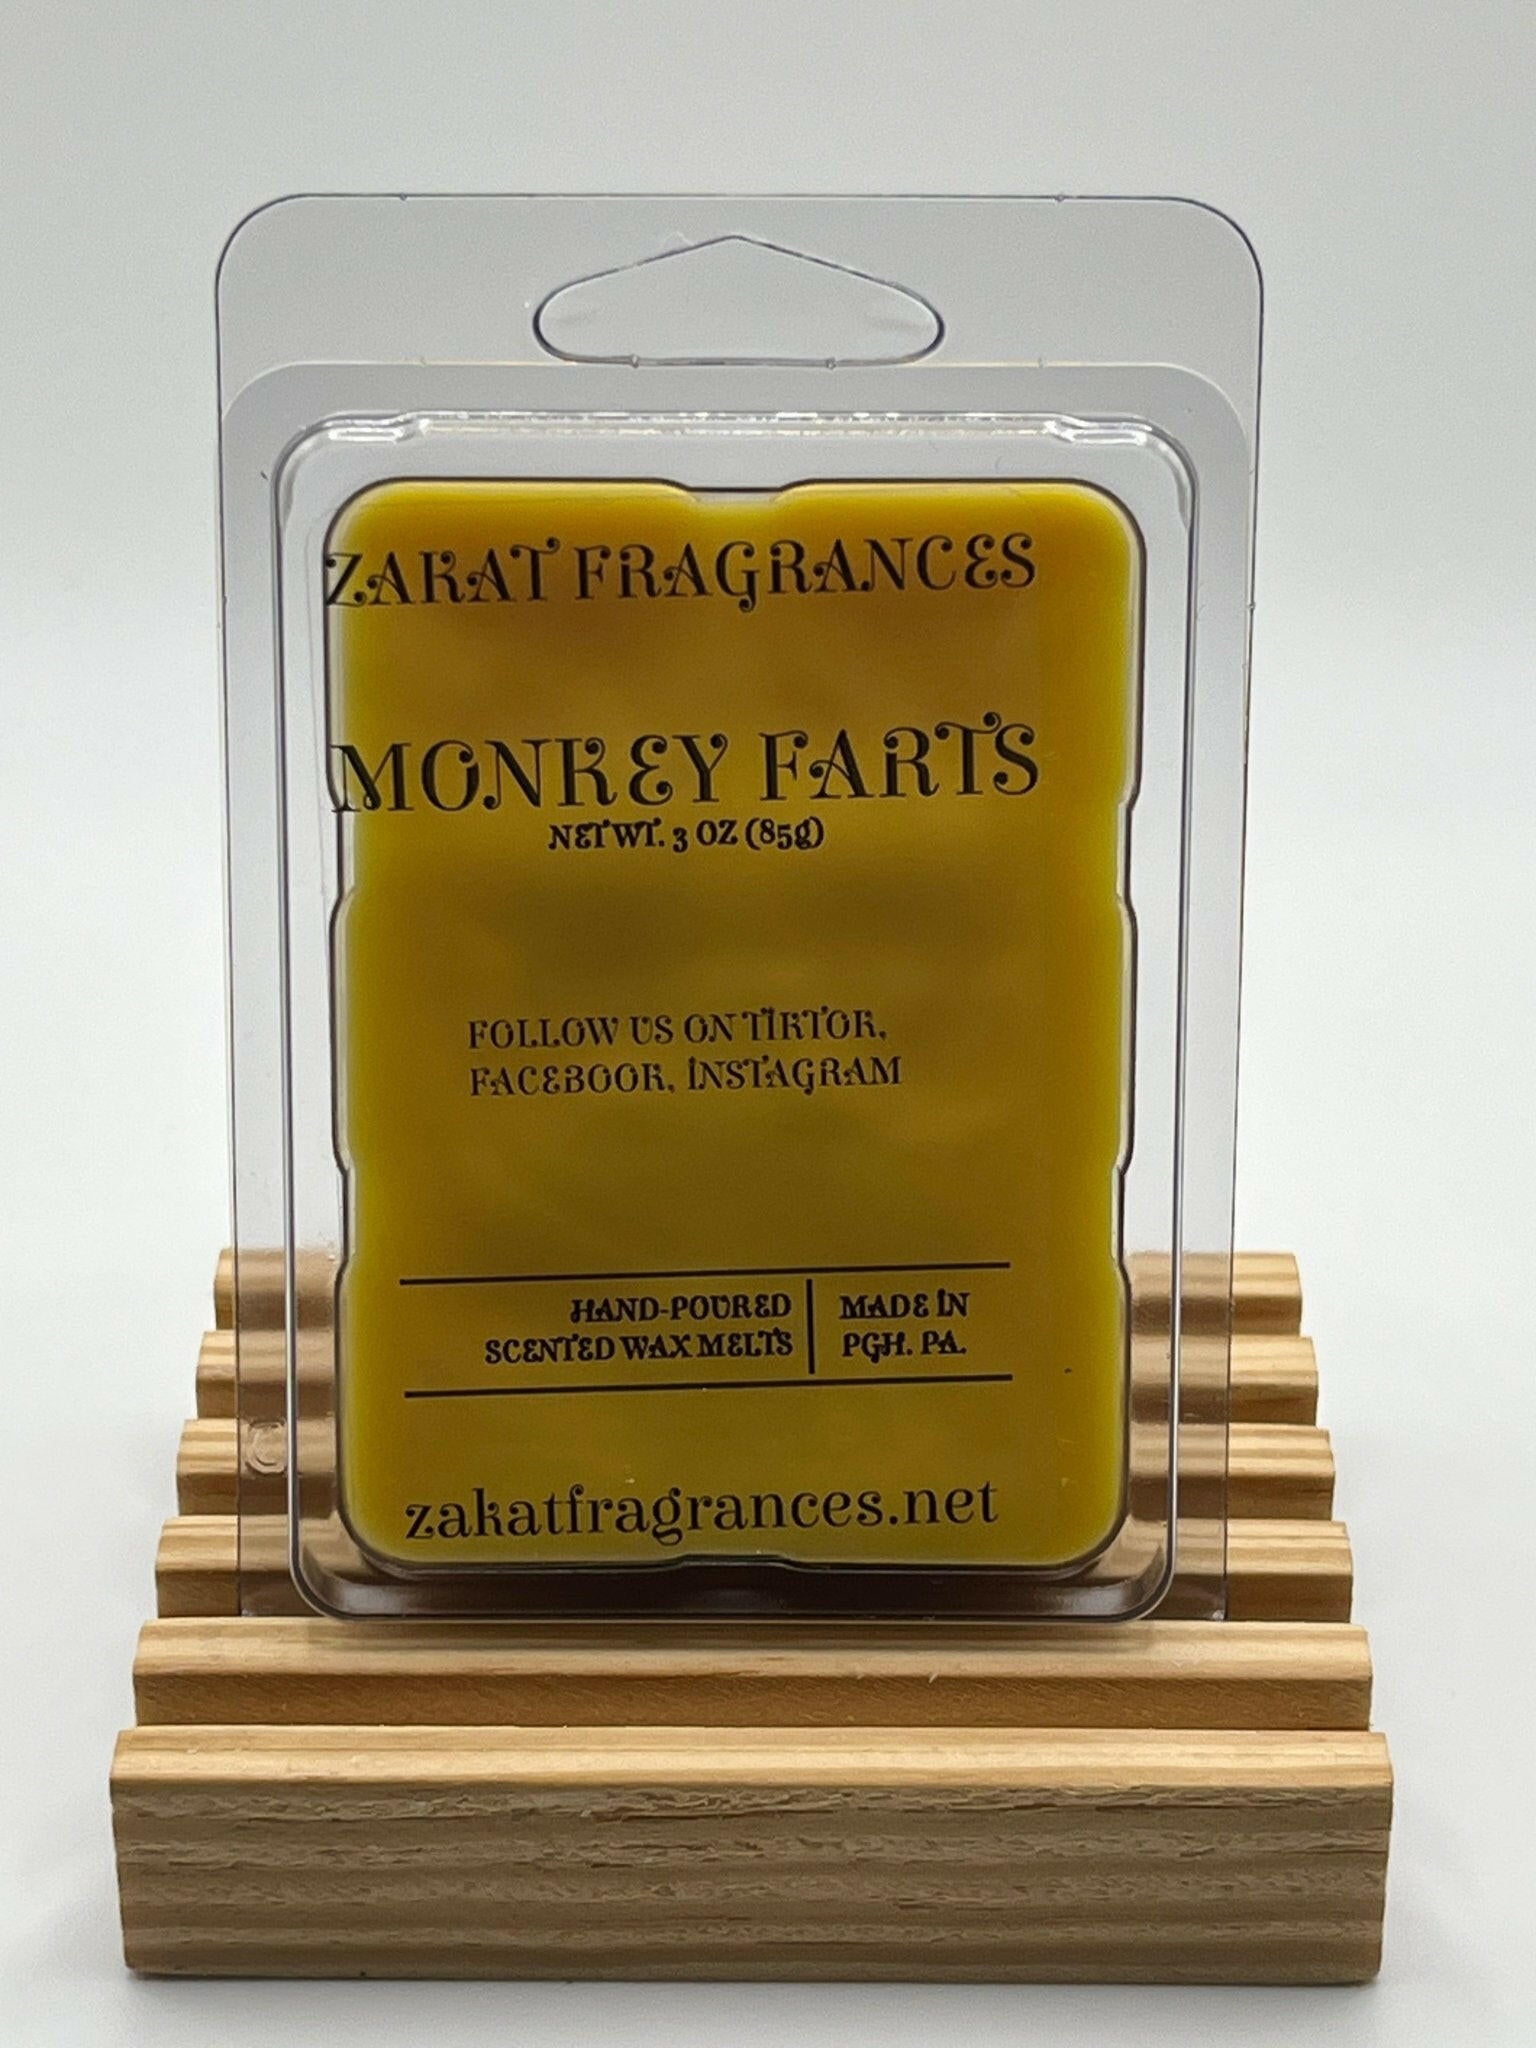 ZAKAT FRAGRANCES
MONKEY FARTS
NET WT. 3 OZ (85g)
FOLLOW US ON TIKTOK,
FACEBOOK, INSTAGRAM
HAND-POURED
SCENTED WAX MELTS
MADE IN
PGH. PA.
zakatfragrances.net